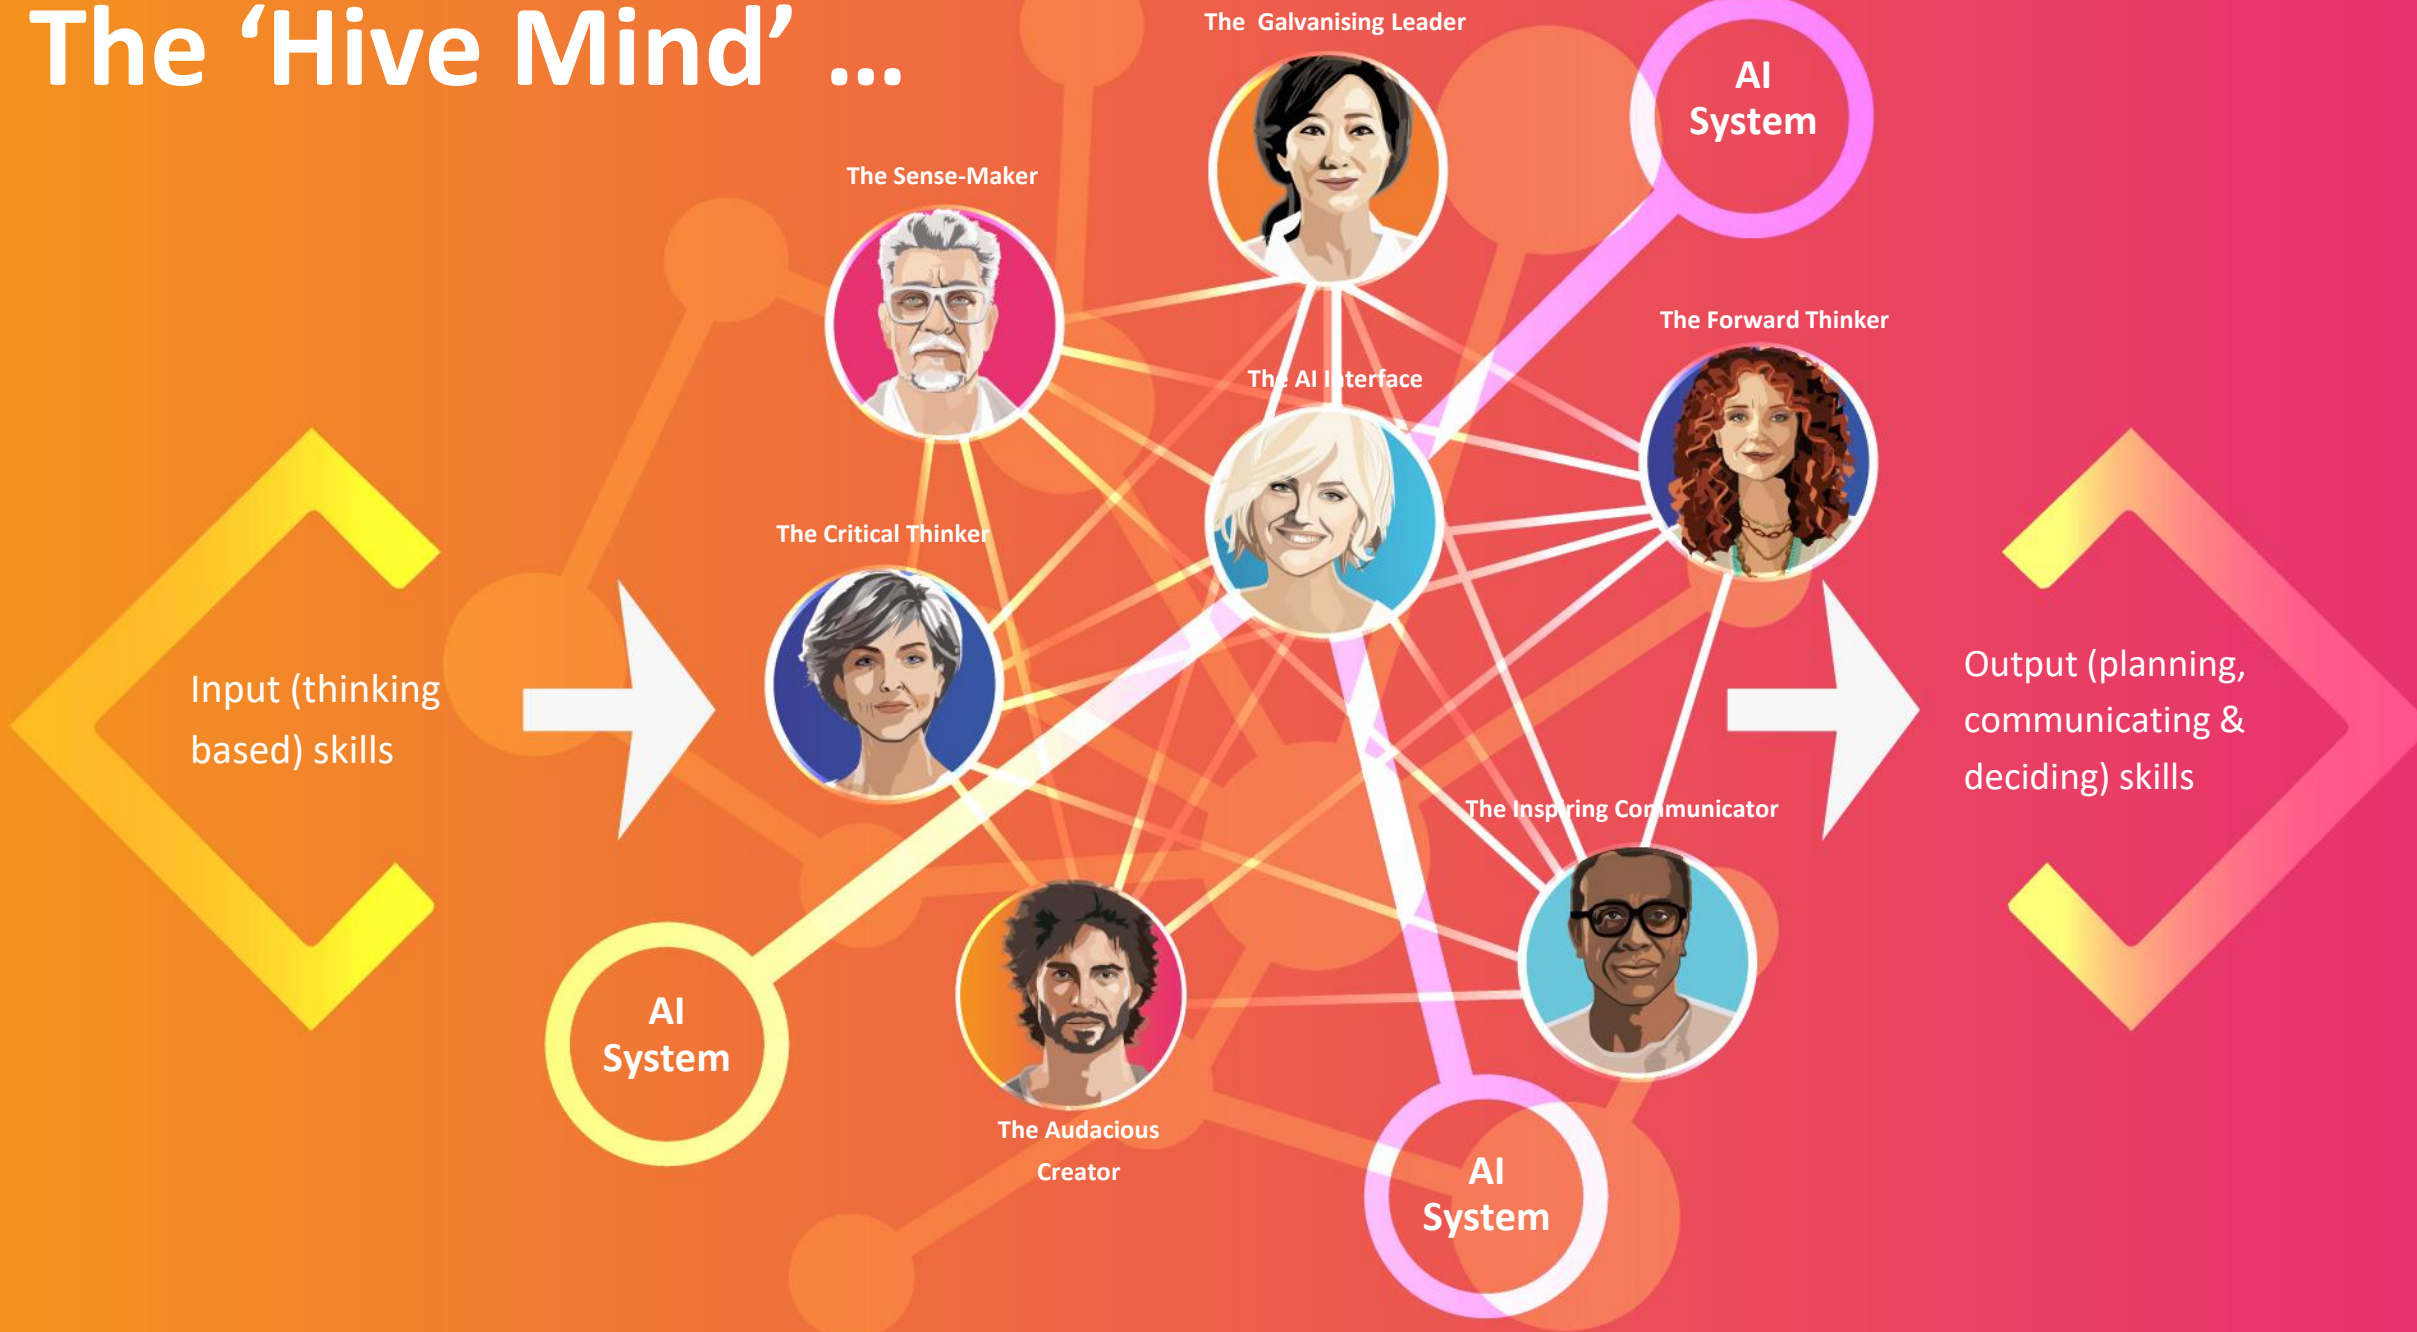 The ‘Hive Mind’ ...
The Galvanising Leader
AI
System
The Sense-Maker
The Forward Thinker
The AI Interface
The Critical Thinker
Input (thinking
based) skills
Output (planning,
communicating &
deciding) skills
The Inspiring Communicator
AI
System
The Audacious
Creator
AI
System